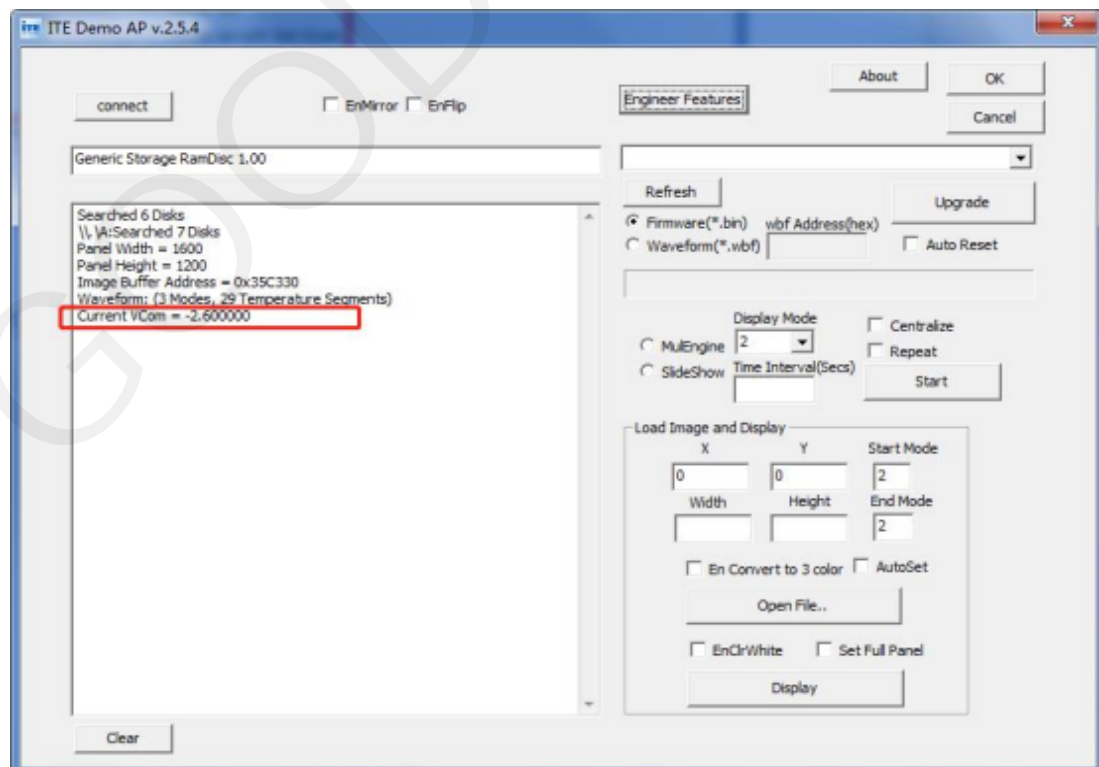 ITE Demo AP v.2.5.4
About
OK
connect
EnMirror
EnFlip
Engineer Features
Cancel
Generic Storage RamDisc 1.00
Refresh
Upgrade
Searched 6 Disks
\\, \A:Searched 7 Disks
Panel Width = 1600
Panel Height = 1200
Image Buffer Address = 0x35C330
Waveform: (3 Modes, 29 Temperature Segments)
Current VCom = -2.600000
Firmware(*.bin)
wbf Address(hex)
Waveform(*.wbf)
Auto Reset
Display Mode
Centralize
MulEngine
2
Repeat
SlideShow
Time Interval(Secs)
Start
Load Image and Display
X
Y
Start Mode
0
0
2
Width
Height
End Mode
2
En Convert to 3 color
AutoSet
Open File..
EnClrWhite
Set Full Panel
Display
Clear